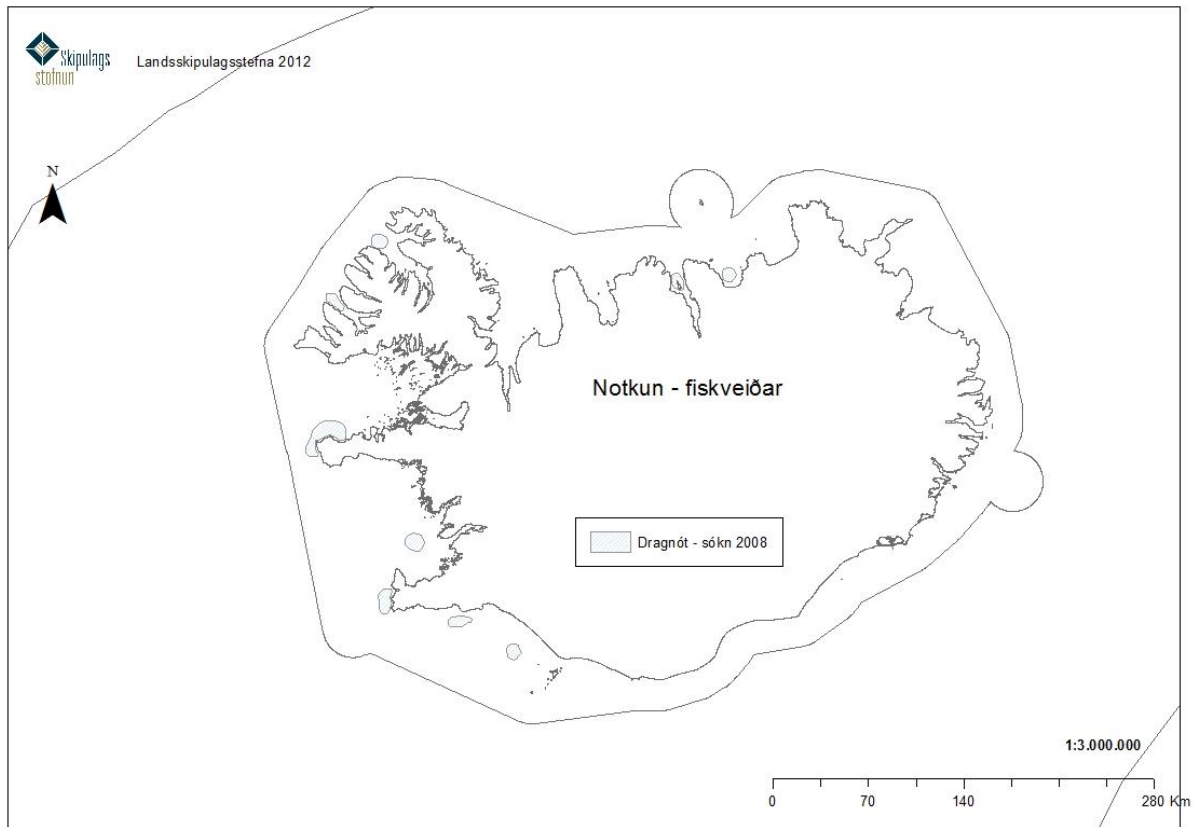 Skipulags
stofnun
Landsskipulagsstefna 2012
N
Notkun - fiskveiðar
Dragnót - sókn 2008
1:3.000.000
0 70 140 280 Km